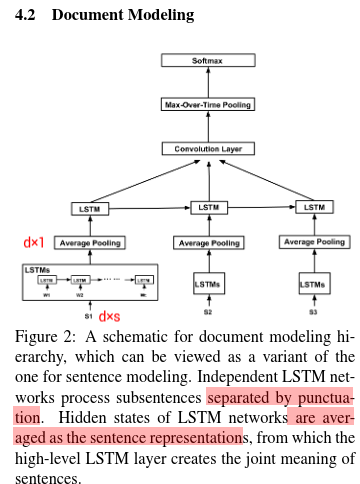 4.2 Document Modeling
Softmax
Max-Over-Time Pooling
Convolution Layer
LSTM
LSTM
LSTM
d×1
Average Pooling
Average Pooling
Average Pooling
LSTMs
LSTM
LSTM
... ...
LSTM
LSTMs
LSTMs
W1
W2
S1
d×s
S2
S3
Figure 2: A schematic for document modeling hi-
erarchy, which can be viewed as a variant of the
one for sentence modeling. Independent LSTM net-
works process subsentences separated by punctua-
tion. Hidden states of LSTM networks are aver-
aged as the sentence representations, from which the
high-level LSTM layer creates the joint meaning of
sentences.